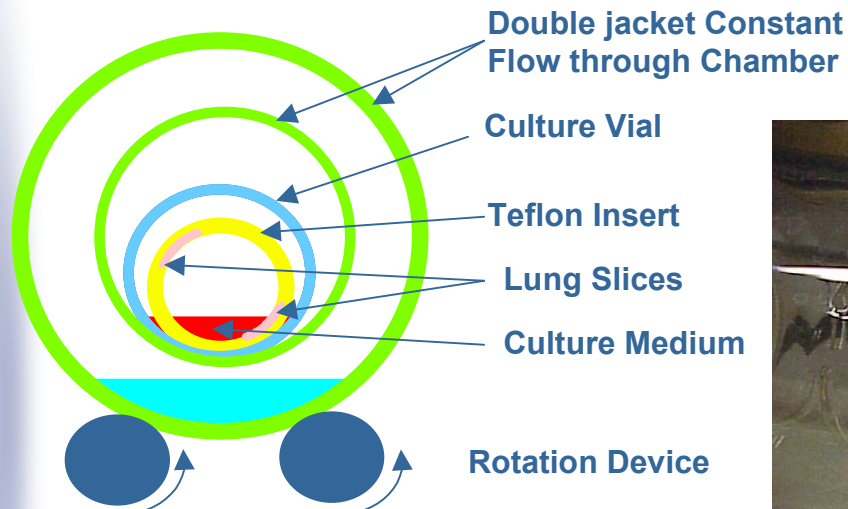 Double jacket Constant
Flow through Chamber
Culture Vial
Teflon Insert
Lung Slices
Culture Medium
Rotation Device